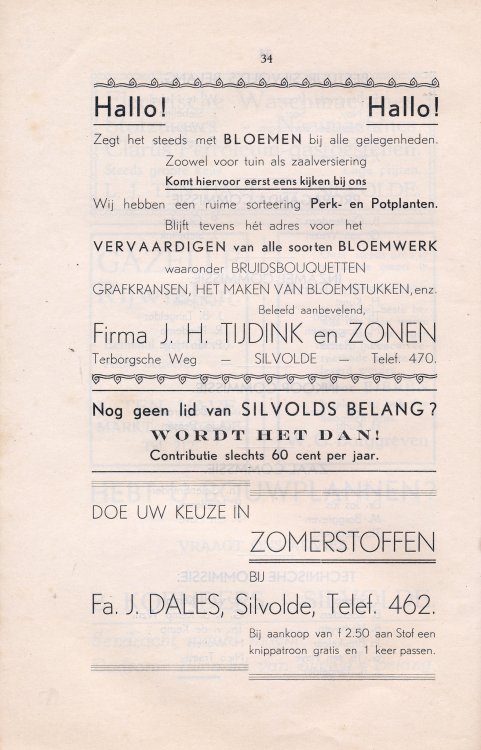 34
Hallo! Hallo!
Zegt het steeds met BLOEMEN bij alle gelegenheden.
Zoowel voor tuin als zaalversiering
Komt hiervoor eerst eens kijken bij ons
Wij hebben een ruime sorteering Perk- en Potplanten.
Blijft tevens hét adres voor het
VERVAARDIGEN van alle soorten BLOEMWERK
waaronder BRUIDSBOUQUETTEN
GRAFKRANSEN, HET MAKEN VAN BLOEMSTUKKEN, enz.
Beleefd aanbevelend,
Firma J. H. TIJDINK en ZONEN
Terborgsche Weg — SILVOLDE — Telef. 470.
Nog geen lid van SILVOLDS BELANG?
WORDT HET DAN!
Contributie slechts 60 cent per jaar.
DOE UW KEUZE IN
ZOMERSTOFFEN
BIJ
Fa. J. DALES, Silvolde, Telef. 462.
Bij aankoop van f 2.50 aan Stof een
knippatroon gratis en 1 keer passen.